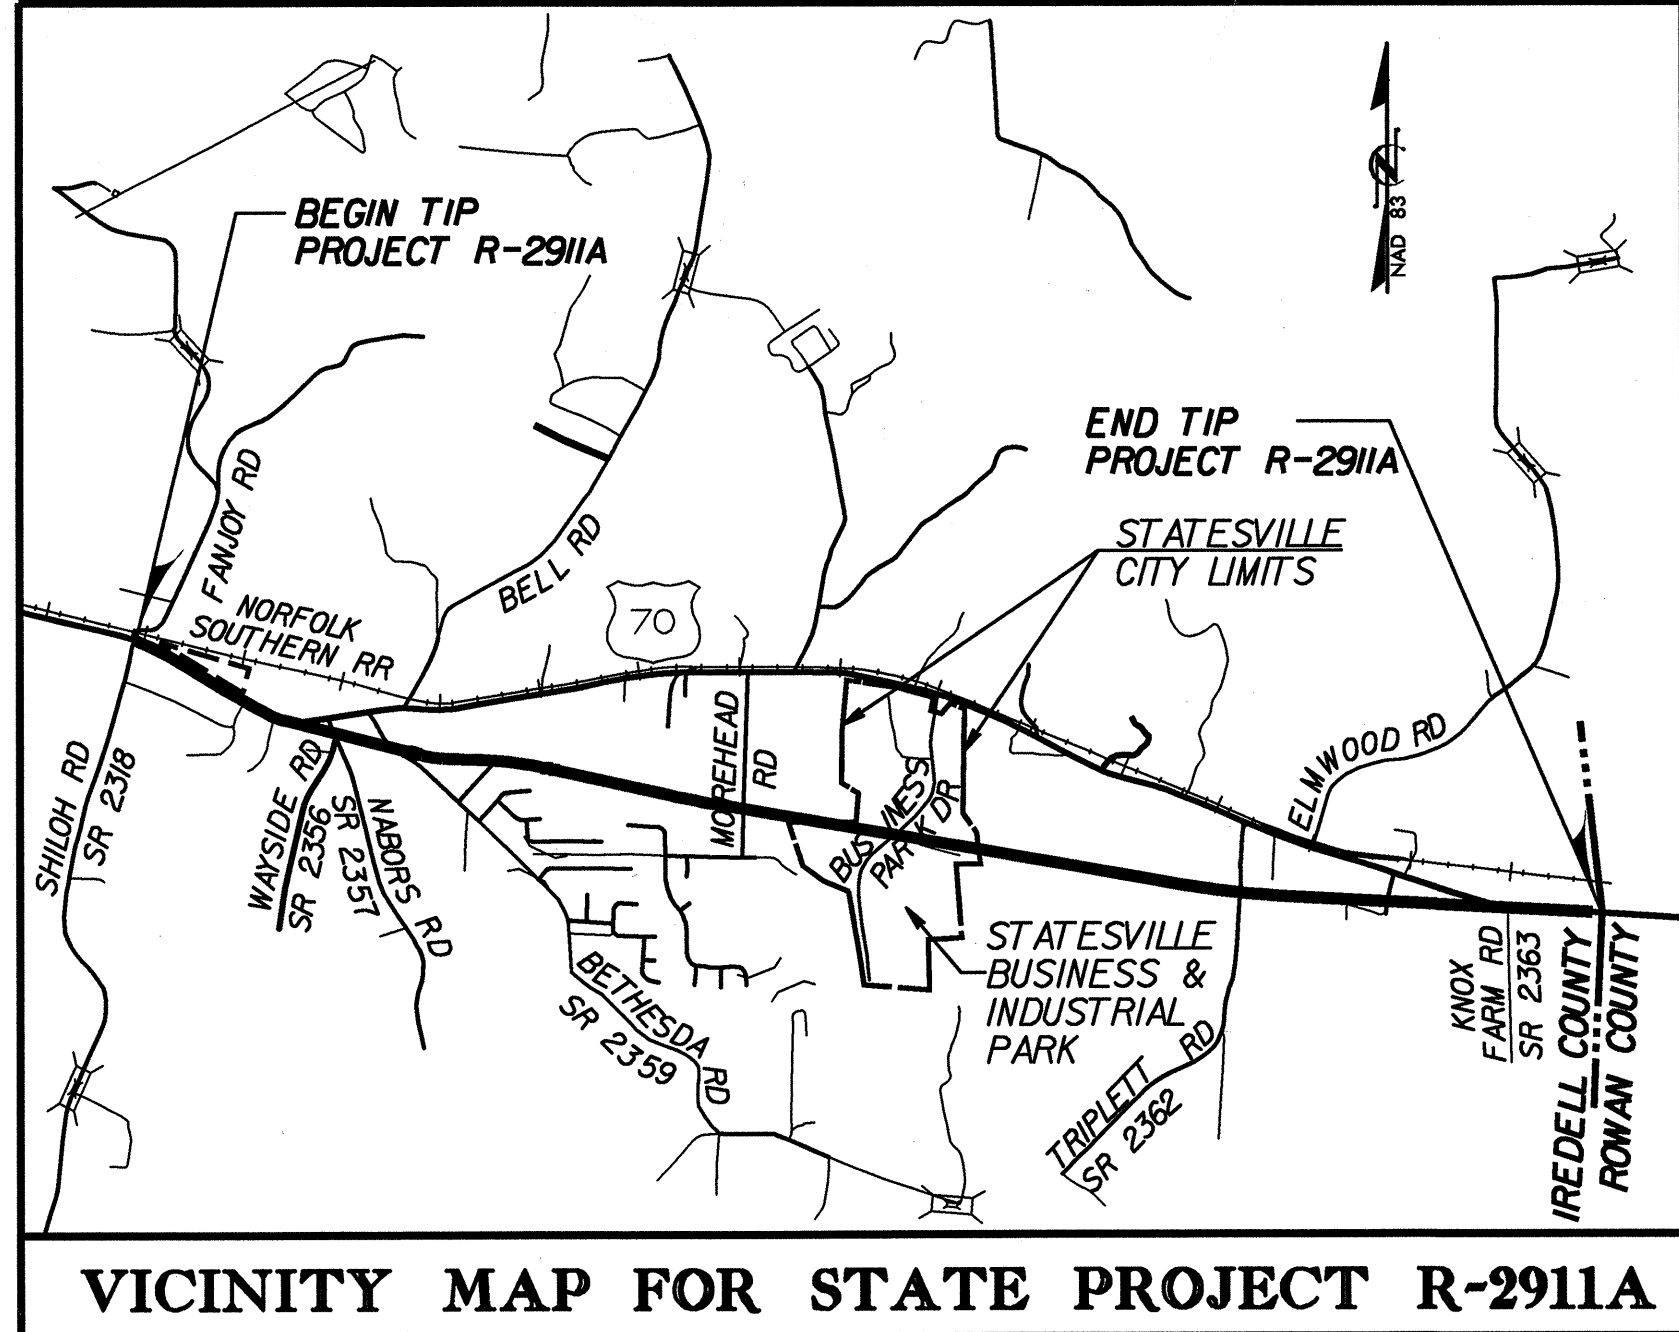 BEGIN TIP
PROJECT R-2911A
NAD 83
END TIP
PROJECT R-2911A
STATESVILLE
CITY LIMITS
FANJOY RD
BELL RD
NORFOLK
SOUTHERN RR
70
MOREHEAD
RD
BUSINESS
PARK DR
ELMWOOD RD
SHILOH RD
SR 2318
WAYSIDE RD
SR 2356
NABORS RD
SR 2357
BETHESDA RD
SR 2359
STATESVILLE
BUSINESS &
INDUSTRIAL
PARK
TRIPLETT RD
SR 2362
KNOX
FARM RD
SR 2363
IREDELL COUNTY
ROWAN COUNTY
VICINITY MAP FOR STATE PROJECT R-2911A